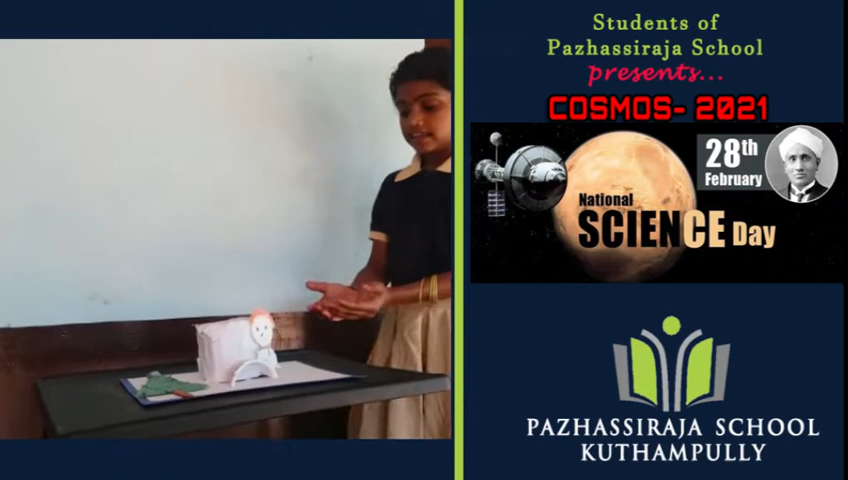 Students of
Pazhassiraja School
presents...
COSMOS- 2021
28th
February
National
SCIENCE Day
PAZHASSIRAJA SCHOOL
KUTHAMPULLY